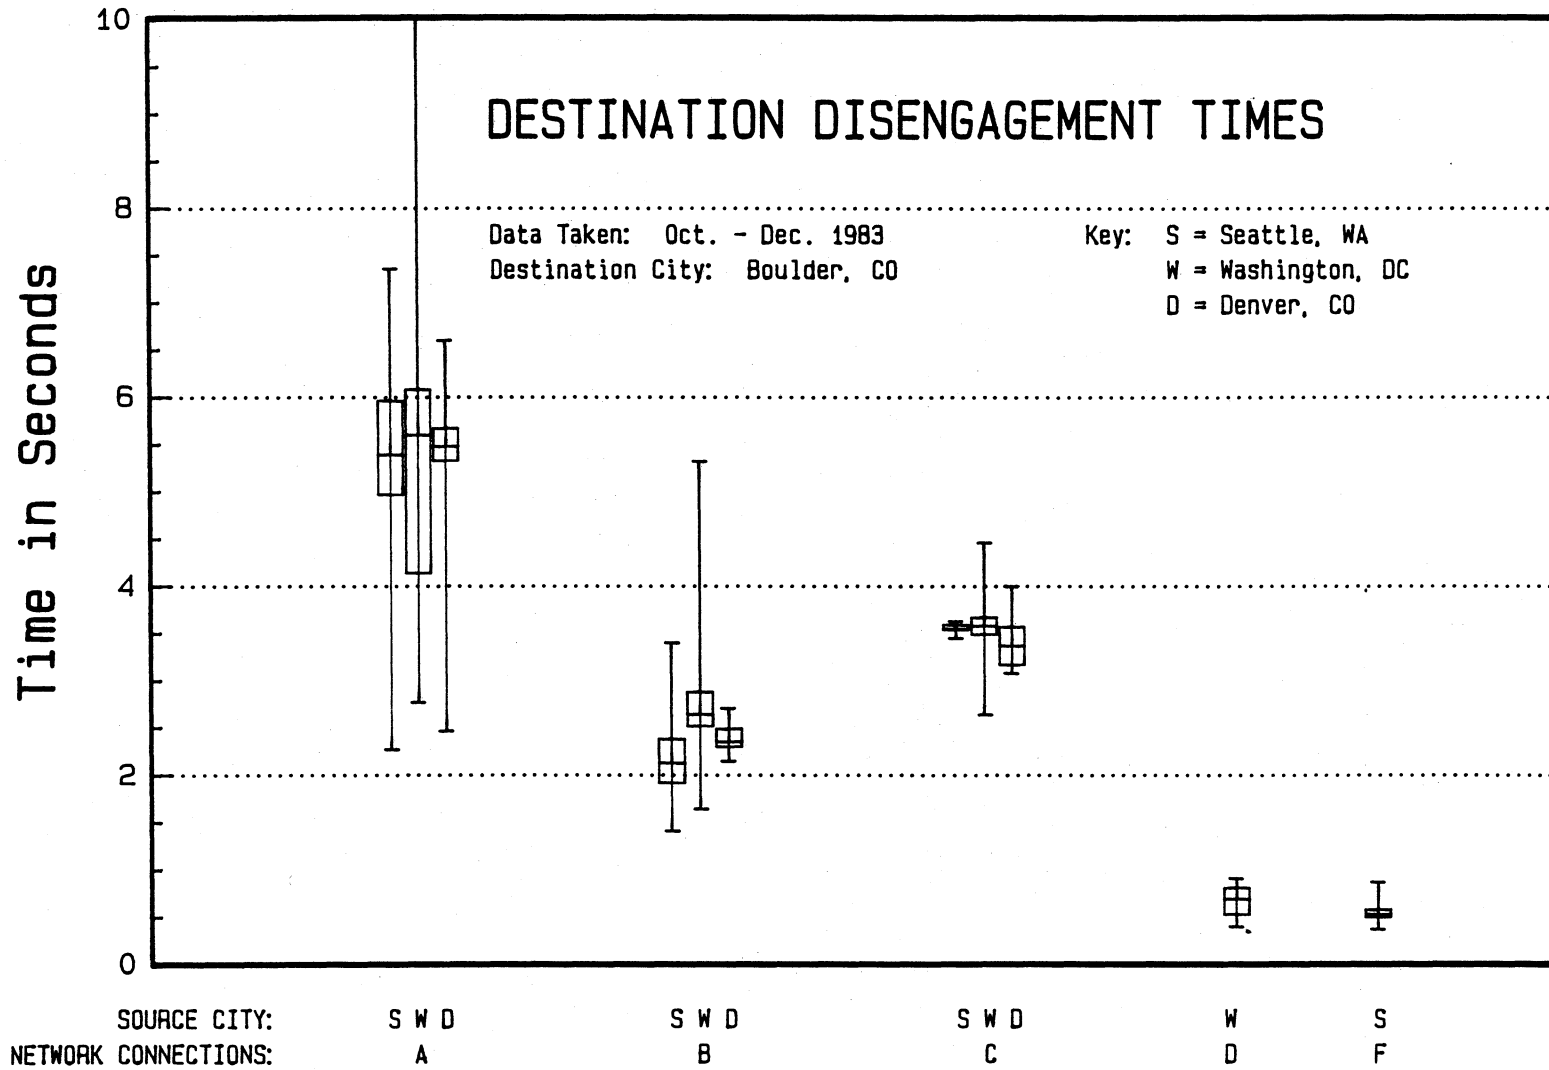 DESTINATION DISENGAGEMENT TIMES
Data Taken: Oct. - Dec. 1983
Destination City: Boulder, CO
Key: S = Seattle, WA
W = Washington, DC
D = Denver, CO
Time in Seconds
10
8
6
4
2
0
SOURCE CITY: S W D S W D S W D W S
NETWORK CONNECTIONS: A B C D F